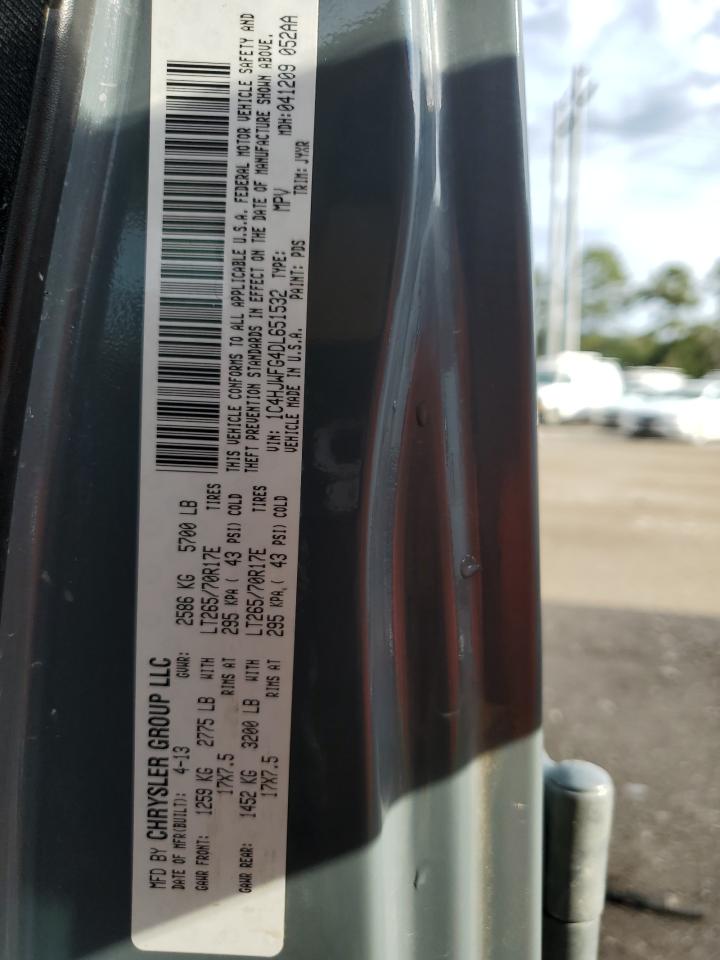 MFD BY CHRYSLER GROUP LLC
DATE OF MFR(BUILT): 4-13 GVWR: 2586 KG 5700 LB
GAWR FRONT: 1259 KG 2775 LB WITH LT265/70R17E TIRES
17X7.5 RIMS AT 295 KPA ( 43 PSI) COLD
GAWR REAR: 1452 KG 3200 LB WITH LT265/70R17E TIRES
17X7.5 RIMS AT 295 KPA ( 43 PSI) COLD
THIS VEHICLE CONFORMS TO ALL APPLICABLE U.S.A. FEDERAL MOTOR VEHICLE SAFETY AND
THEFT PREVENTION STANDARDS IN EFFECT ON THE DATE OF MANUFACTURE SHOWN ABOVE.
VIN: 1C4HJWFG4DL651532 TYPE: MPV MDH:041209 052AA
VEHICLE MADE IN U.S.A. PAINT: PDS TRIM: JYXR